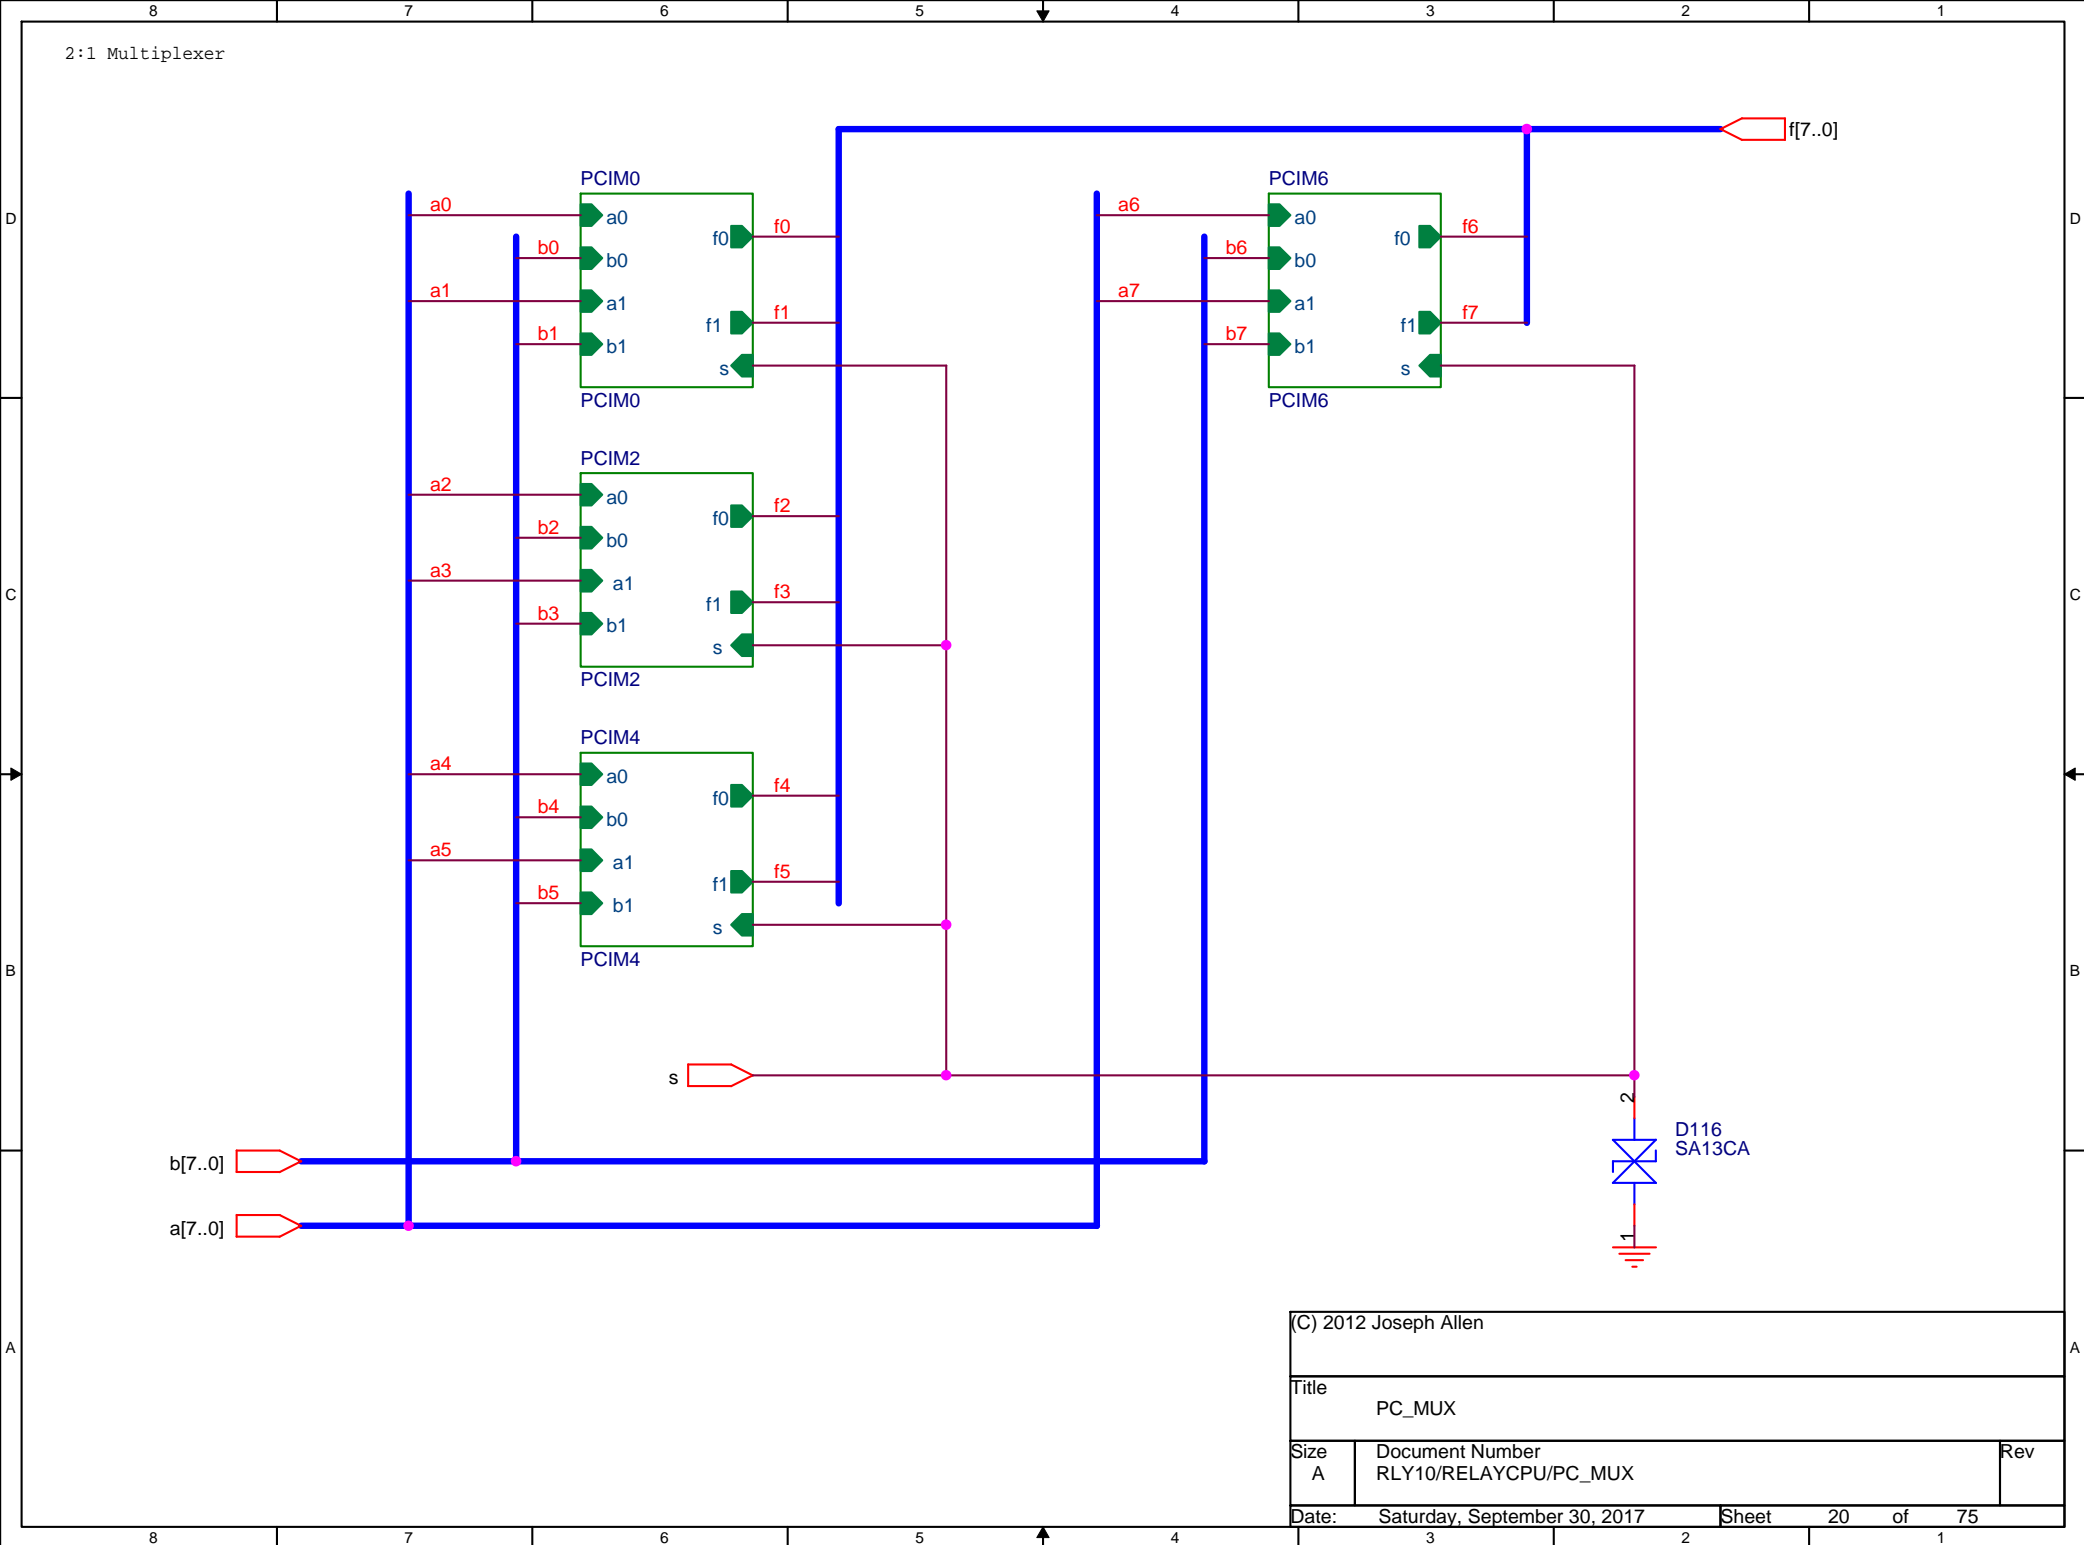 8 7 6 5 4 3 2 1
2:1 Multiplexer
f[7..0]
PCIM0
a0 a0
f0 f0
b0 b0
a1 a1
f1 f1
b1 b1
s
PCIM0
PCIM6
a6 a0
f0 f6
b6 b0
a7 a1
f1 f7
b7 b1
s
PCIM6
D D
PCIM2
a2 a0
f0 f2
b2 b0
a3 a1
f1 f3
b3 b1
s
PCIM2
C C
PCIM4
a4 a0
f0 f4
b4 b0
a5 a1
f1 f5
b5 b1
s
PCIM4
B B
s
2
D116
SA13CA
1
b[7..0]
a[7..0]
A A
(C) 2012 Joseph Allen
Title
PC_MUX
Size Document Number Rev
A RLY10/RELAYCPU/PC_MUX
Date: Saturday, September 30, 2017 Sheet 20 of 75
8 7 6 5 4 3 2 1